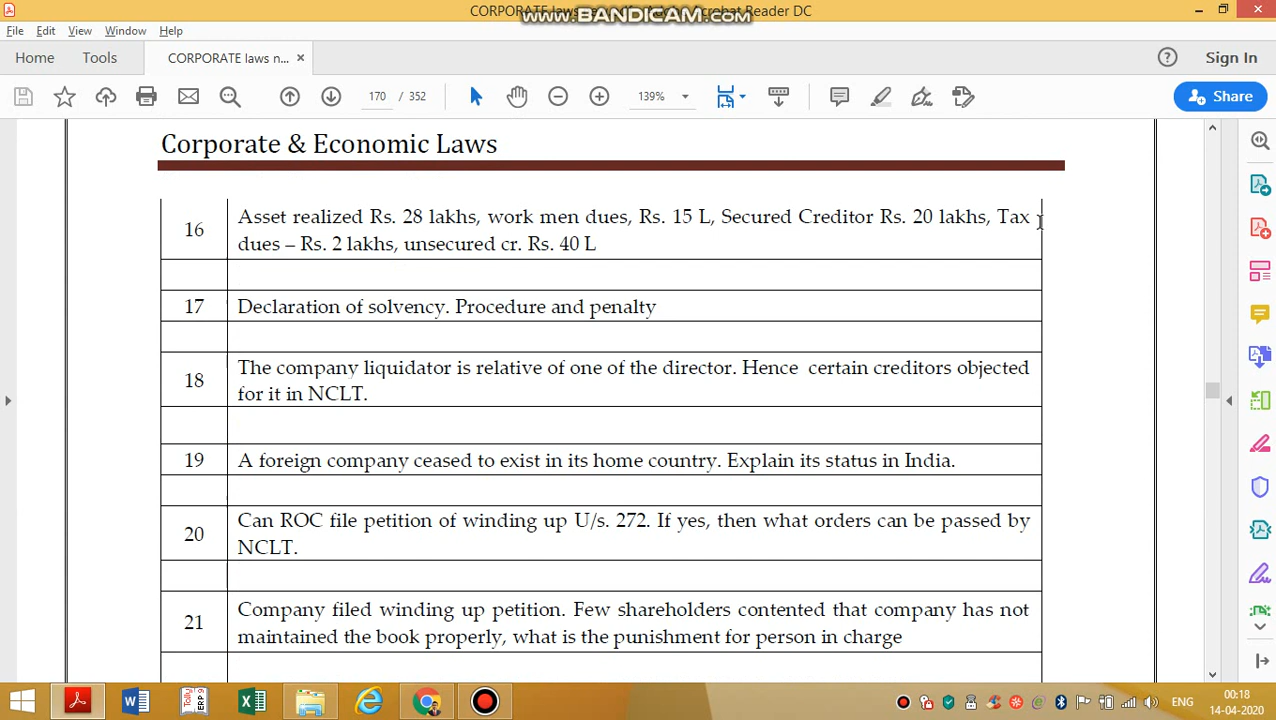 CORPORATE laws
www.BANDICAM.com
Acrobat Reader DC
File Edit View Window Help
Home Tools CORPORATE laws n... × Sign In
170 / 352 139% Share
Corporate & Economic Laws
16 Asset realized Rs. 28 lakhs, work men dues, Rs. 15 L, Secured Creditor Rs. 20 lakhs, Tax
dues – Rs. 2 lakhs, unsecured cr. Rs. 40 L
17 Declaration of solvency. Procedure and penalty
18 The company liquidator is relative of one of the director. Hence certain creditors objected
for it in NCLT.
19 A foreign company ceased to exist in its home country. Explain its status in India.
20 Can ROC file petition of winding up U/s. 272. If yes, then what orders can be passed by
NCLT.
21 Company filed winding up petition. Few shareholders contented that company has not
maintained the book properly, what is the punishment for person in charge
ENG
00:18
14-04-2020